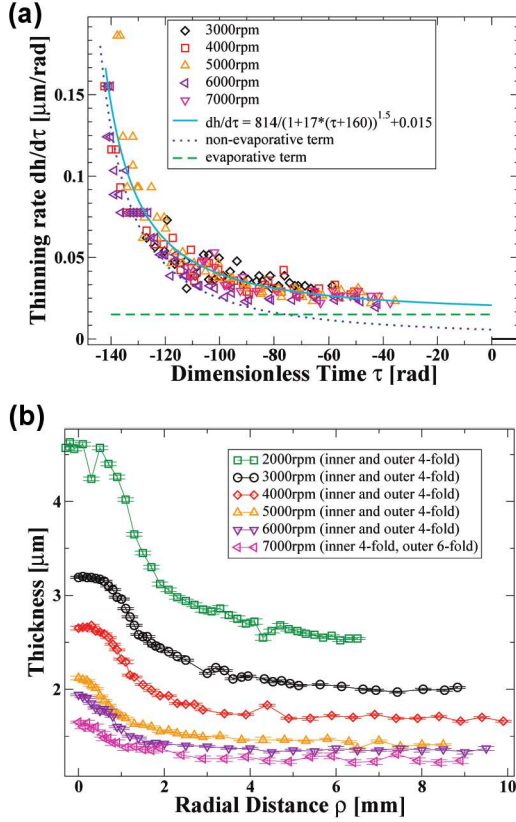 (a)
3000rpm
4000rpm
5000rpm
6000rpm
7000rpm
dh/dτ = 814/(1+17*(τ+160))^1.5+0.015
non-evaporative term
evaporative term
Thinning rate dh/dτ [μm/rad]
0.15
0.1
0.05
0
-140 -120 -100 -80 -60 -40 -20 0
Dimensionless Time τ [rad]
(b)
2000rpm (inner and outer 4-fold)
3000rpm (inner and outer 4-fold)
4000rpm (inner and outer 4-fold)
5000rpm (inner and outer 4-fold)
6000rpm (inner and outer 4-fold)
7000rpm (inner 4-fold, outer 6-fold)
Thickness [μm]
4
3
2
0 1 2 3 4 5 6 7 8 9 10
Radial Distance ρ [mm]